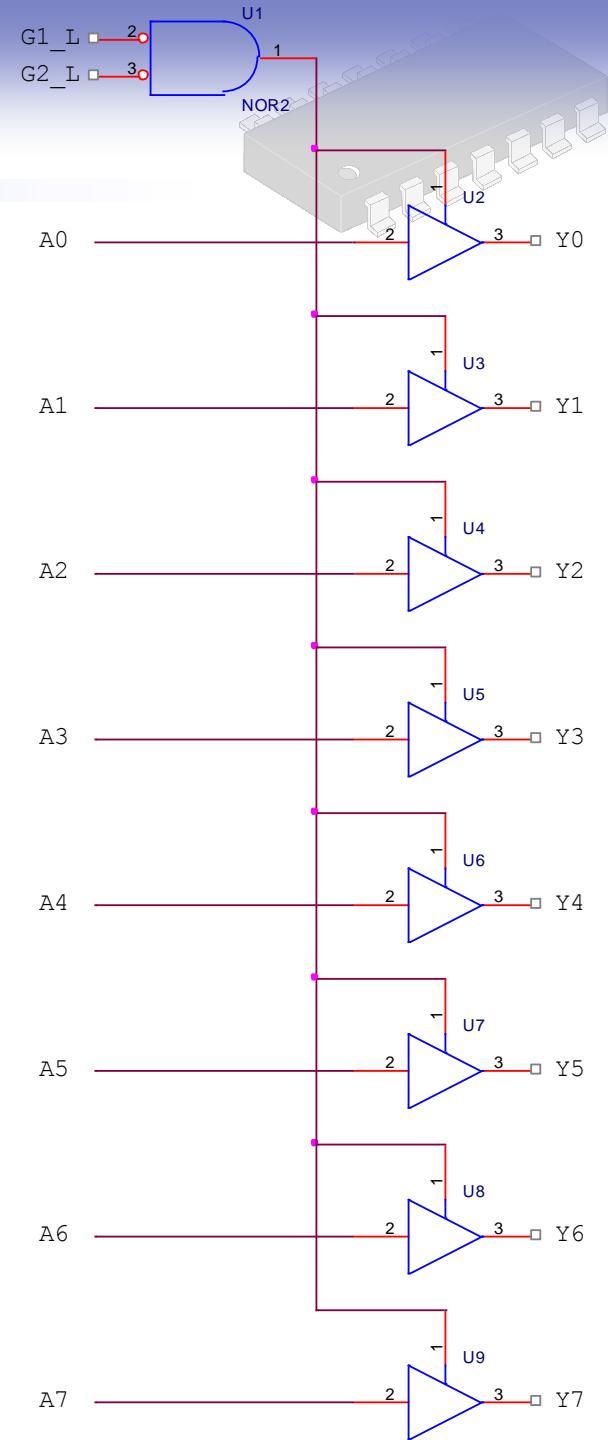 U1
G1_L 2 1
G2_L 3
NOR2
1 U2
A0 2 3 Y0
1 U3
A1 2 3 Y1
1 U4
A2 2 3 Y2
1 U5
A3 2 3 Y3
1 U6
A4 2 3 Y4
1 U7
A5 2 3 Y5
1 U8
A6 2 3 Y6
1 U9
A7 2 3 Y7